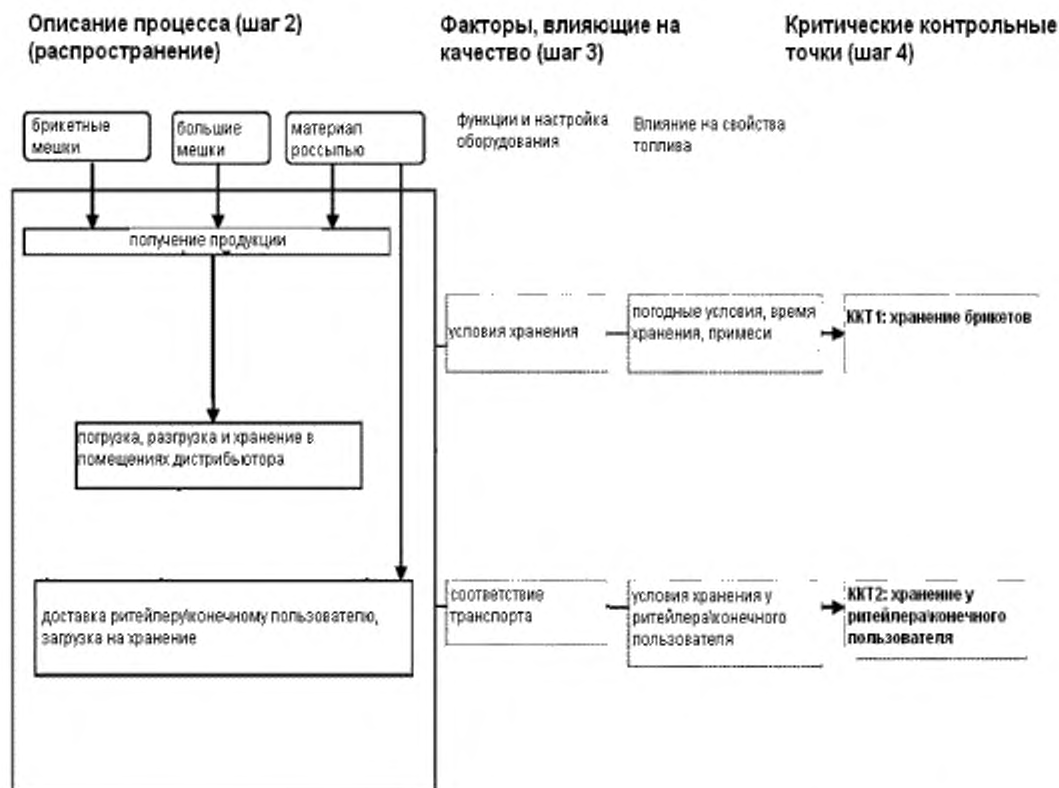 Описание процесса (шаг 2)
(распространение)
Факторы, влияющие на
качество (шаг 3)
Критические контрольные
точки (шаг 4)
брикетные
мешки
большие
мешки
материал
россыпью
функции и настройка
оборудования
Влияние на свойства
топлива
получение продукции
условия хранения
погодные условия, время
хранения, примеси
ККТ1: хранение брикетов
погрузка, разгрузка и хранение в
помещениях дистрибьютора
доставка ритейлеру\конечному пользователю,
загрузка на хранение
соответствие
транспорта
условия хранения у
ритейлера\конечного
пользователя
ККТ2: хранение у
ритейлера\конечного
пользователя